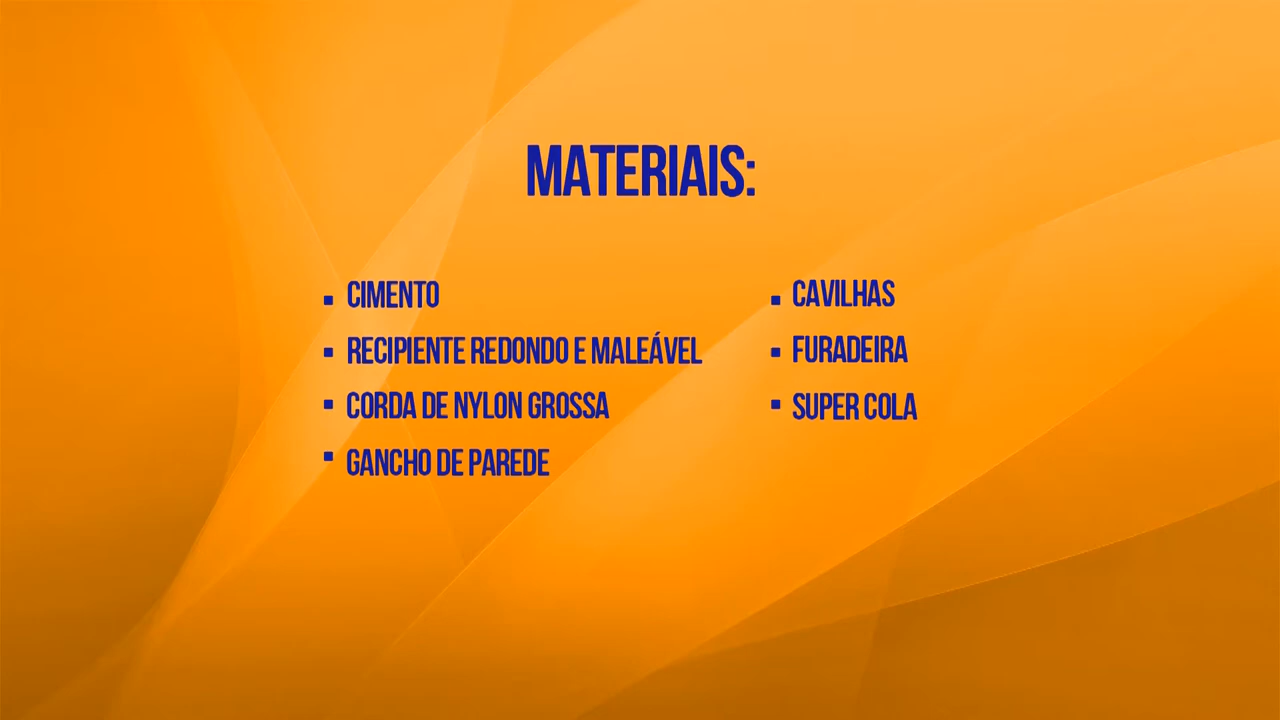 MATERIAIS:
▪ CIMENTO
▪ RECIPIENTE REDONDO E MALEÁVEL
▪ CORDA DE NYLON GROSSA
▪ GANCHO DE PAREDE
▪ CAVILHAS
▪ FURADEIRA
▪ SUPER COLA